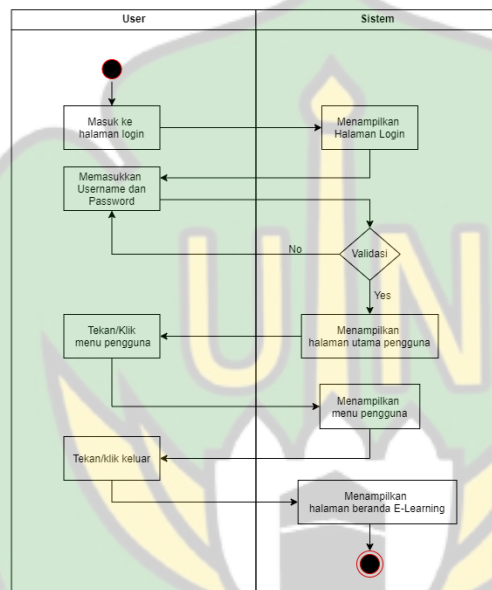 User
Sistem
Masuk ke
halaman login
Menampilkan
Halaman Login
Memasukkan
Username dan
Password
Validasi
No
Yes
Tekan/Klik
menu pengguna
Menampilkan
halaman utama pengguna
Menampilkan
menu pengguna
Tekan/klik keluar
Menampilkan
halaman beranda E-Learning
UIN